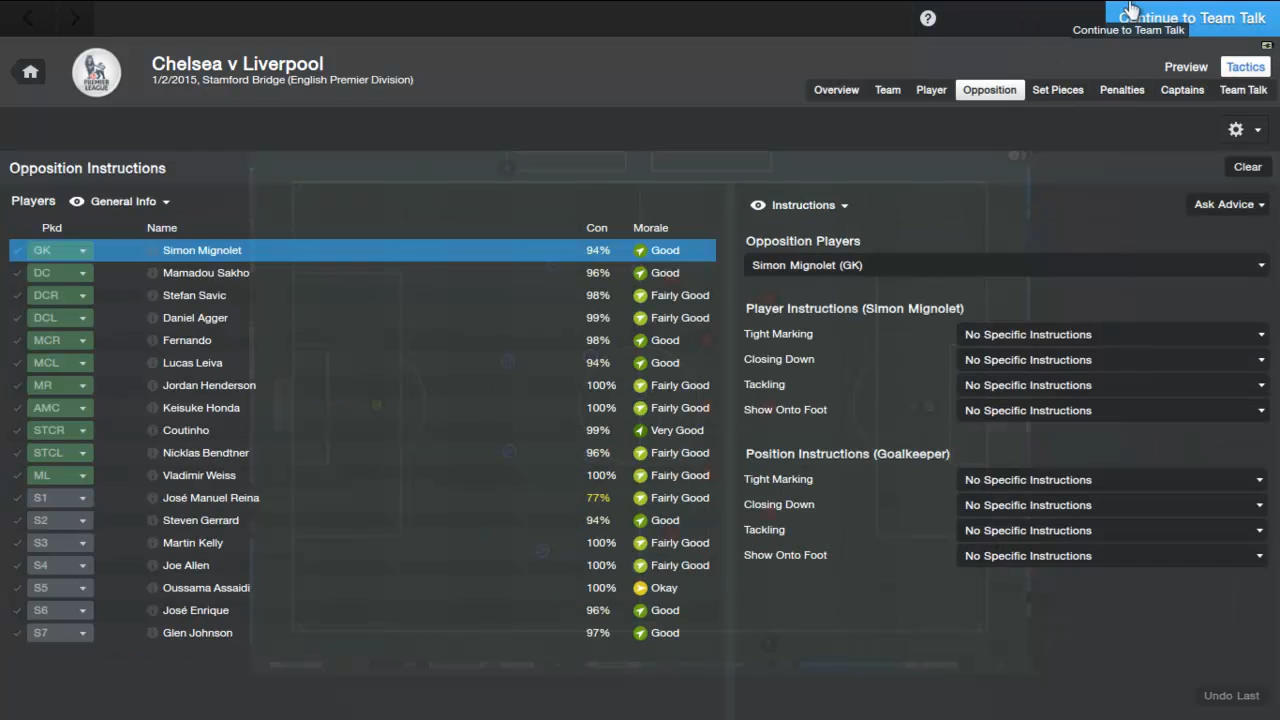 Continue to Team Talk
Continue to Team Talk
Chelsea v Liverpool
1/2/2015, Stamford Bridge (English Premier Division)
PREMIER LEAGUE
Preview Tactics
Overview Team Player Opposition Set Pieces Penalties Captains Team Talk
Opposition Instructions
Clear
Players General Info
Instructions
Ask Advice
Pkd Name Con Morale
GK Simon Mignolet 94% Good
DC Mamadou Sakho 96% Good
DCR Stefan Savic 98% Fairly Good
DCL Daniel Agger 99% Fairly Good
MCR Fernando 98% Good
MCL Lucas Leiva 94% Good
MR Jordan Henderson 100% Fairly Good
AMC Keisuke Honda 100% Fairly Good
STCR Coutinho 99% Very Good
STCL Nicklas Bendtner 96% Fairly Good
ML Vladimir Weiss 100% Fairly Good
S1 José Manuel Reina 77% Fairly Good
S2 Steven Gerrard 94% Good
S3 Martin Kelly 100% Fairly Good
S4 Joe Allen 100% Fairly Good
S5 Oussama Assaidi 100% Okay
S6 José Enrique 96% Good
S7 Glen Johnson 97% Good
Opposition Players
Simon Mignolet (GK)
Player Instructions (Simon Mignolet)
Tight Marking No Specific Instructions
Closing Down No Specific Instructions
Tackling No Specific Instructions
Show Onto Foot No Specific Instructions
Position Instructions (Goalkeeper)
Tight Marking No Specific Instructions
Closing Down No Specific Instructions
Tackling No Specific Instructions
Show Onto Foot No Specific Instructions
Undo Last